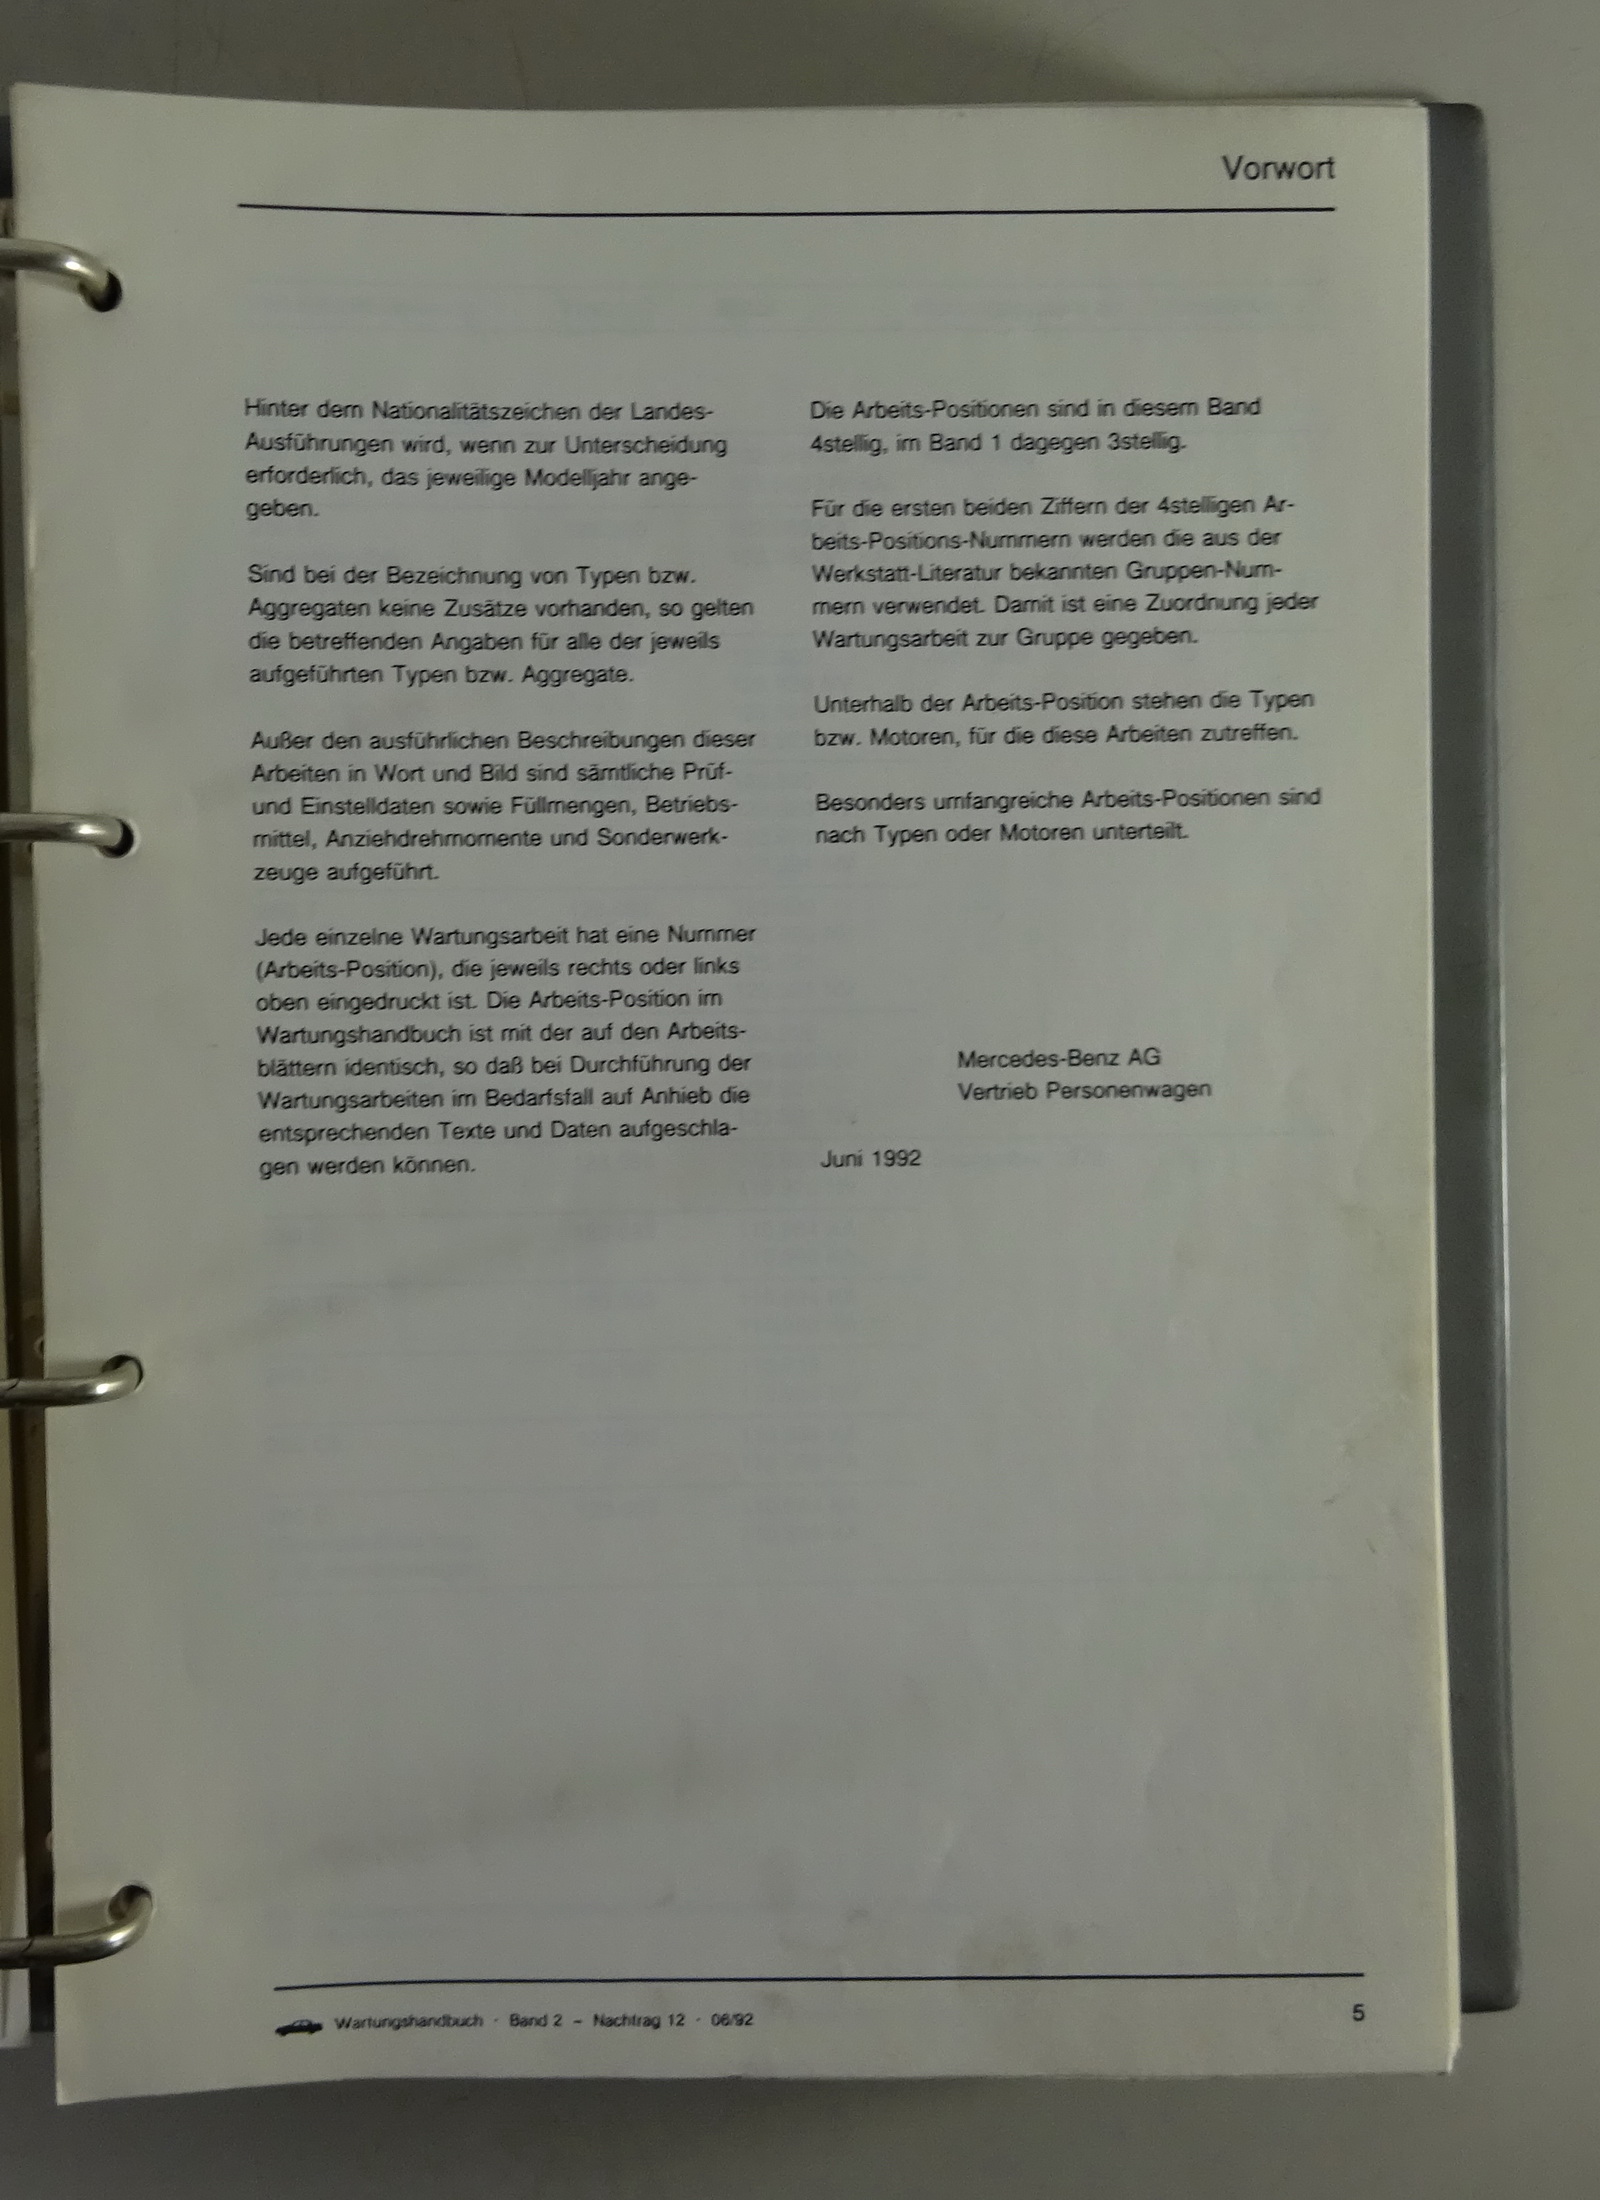 Vorwort
Hinter dem Nationalitätszeichen der Landes-
Ausführungen wird, wenn zur Unterscheidung
erforderlich, das jeweilige Modelljahr ange-
geben.
Sind bei der Bezeichnung von Typen bzw.
Aggregaten keine Zusätze vorhanden, so gelten
die betreffenden Angaben für alle der jeweils
aufgeführten Typen bzw. Aggregate.
Außer den ausführlichen Beschreibungen dieser
Arbeiten in Wort und Bild sind sämtliche Prüf-
und Einstelldaten sowie Füllmengen, Betriebs-
mittel, Anziehdrehmomente und Sonderwerk-
zeuge aufgeführt.
Jede einzelne Wartungsarbeit hat eine Nummer
(Arbeits-Position), die jeweils rechts oder links
oben eingedruckt ist. Die Arbeits-Position im
Wartungshandbuch ist mit der auf den Arbeits-
blättern identisch, so daß bei Durchführung der
Wartungsarbeiten im Bedarfsfall auf Anhieb die
entsprechenden Texte und Daten aufgeschla-
gen werden können.
Die Arbeits-Positionen sind in diesem Band
4stellig, im Band 1 dagegen 3stellig.
Für die ersten beiden Ziffern der 4stelligen Ar-
beits-Positions-Nummern werden die aus der
Werkstatt-Literatur bekannten Gruppen-Num-
mern verwendet. Damit ist eine Zuordnung jeder
Wartungsarbeit zur Gruppe gegeben.
Unterhalb der Arbeits-Position stehen die Typen
bzw. Motoren, für die diese Arbeiten zutreffen.
Besonders umfangreiche Arbeits-Positionen sind
nach Typen oder Motoren unterteilt.
Mercedes-Benz AG
Vertrieb Personenwagen
Juni 1992
Wartungshandbuch · Band 2 – Nachtrag 12 · 06/92
5